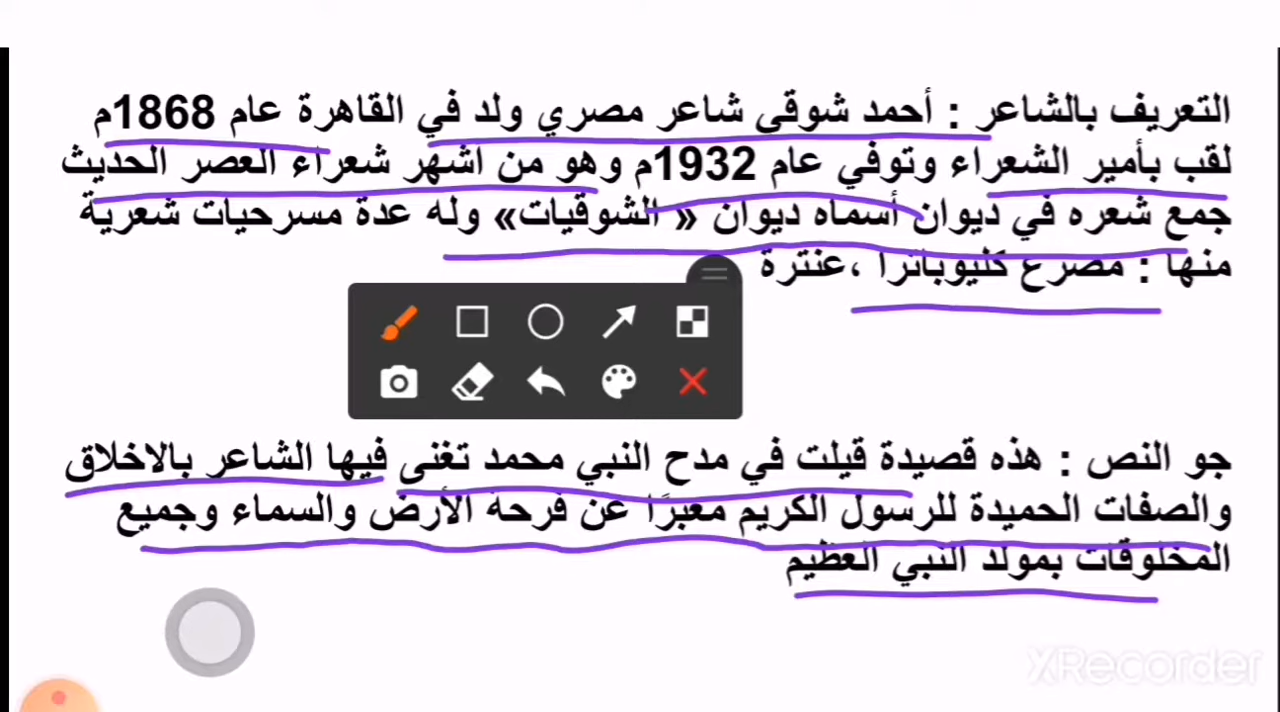 التعريف بالشاعر : أحمد شوقي شاعر مصري ولد في القاهرة عام 1868م
لقب بأمير الشعراء وتوفي عام 1932م وهو من اشهر شعراء العصر الحديث
جمع شعره في ديوان أسماه ديوان « الشوقيات» وله عدة مسرحيات شعرية
منها : مصرع كليوباترا ،عنترة
جو النص : هذه قصيدة قيلت في مدح النبي محمد تغنى فيها الشاعر بالاخلاق
والصفات الحميدة للرسول الكريم معبرًا عن فرحة الأرض والسماء وجميع
المخلوقات بمولد النبي العظيم
XRecorder